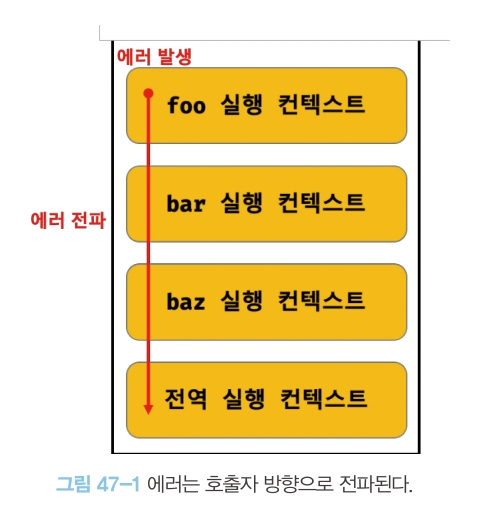 에러 발생
foo 실행 컨텍스트
bar 실행 컨텍스트
에러 전파
baz 실행 컨텍스트
전역 실행 컨텍스트
그림 47-1 에러는 호출자 방향으로 전파된다.